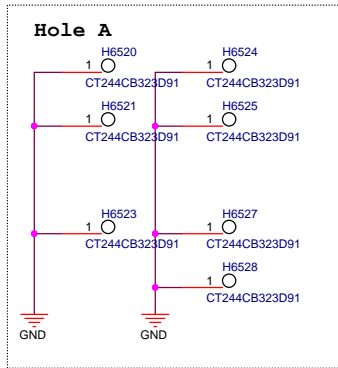 Hole A
H6520 H6524
1 1
CT244CB323D91 CT244CB323D91
H6521 H6525
1 1
CT244CB323D91 CT244CB323D91
H6523 H6527
1 1
CT244CB323D91 CT244CB323D91
H6528
1
CT244CB323D91
GND GND